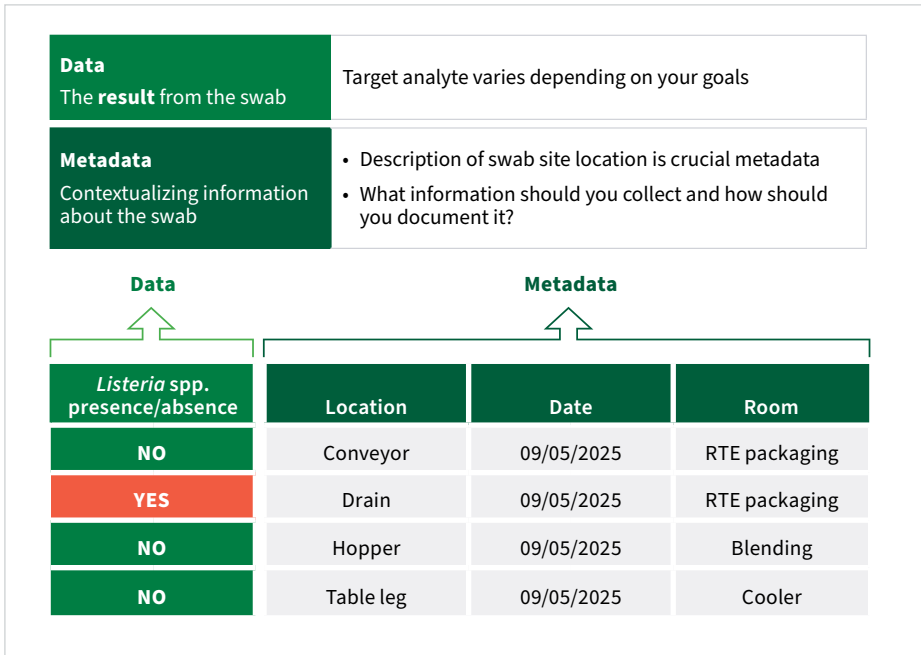 Data
The result from the swab
Target analyte varies depending on your goals
Metadata
Contextualizing information
about the swab
• Description of swab site location is crucial metadata
• What information should you collect and how should
you document it?
Data
Metadata
Listeria spp.
presence/absence
Location
Date
Room
NO
Conveyor
09/05/2025
RTE packaging
YES
Drain
09/05/2025
RTE packaging
NO
Hopper
09/05/2025
Blending
NO
Table leg
09/05/2025
Cooler